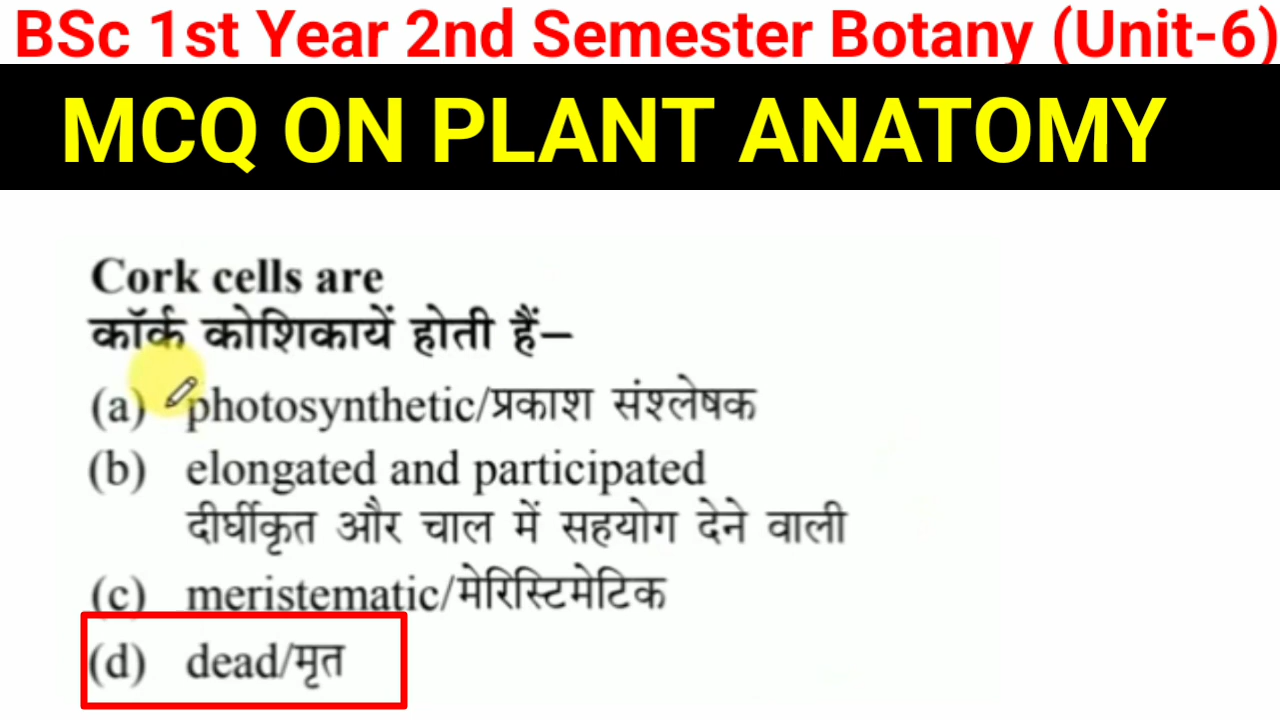 BSc 1st Year 2nd Semester Botany (Unit-6)
MCQ ON PLANT ANATOMY
Cork cells are
कॉर्क कोशिकायें होती हैं–
(a) photosynthetic/प्रकाश संश्लेषक
(b) elongated and participated
दीर्घीकृत और चाल में सहयोग देने वाली
(c) meristematic/मेरिस्टिमेटिक
(d) dead/मृत